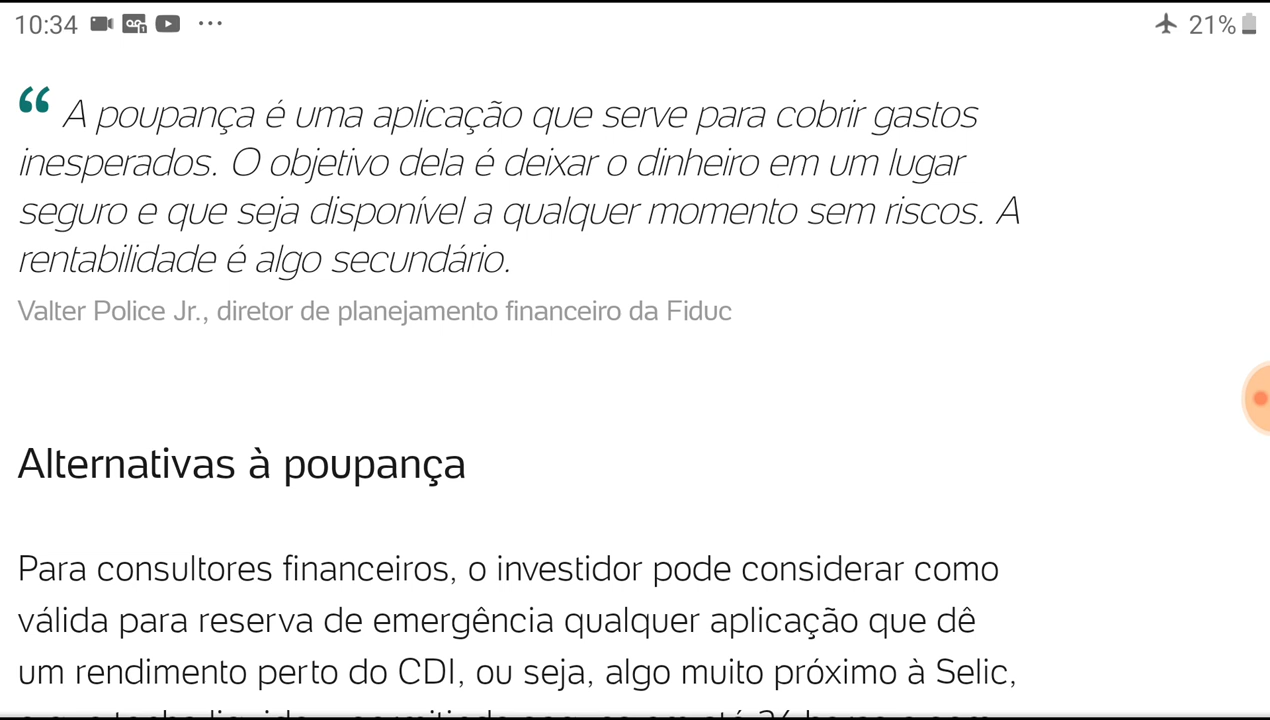 10:34 21%
“ A poupança é uma aplicação que serve para cobrir gastos
inesperados. O objetivo dela é deixar o dinheiro em um lugar
seguro e que seja disponível a qualquer momento sem riscos. A
rentabilidade é algo secundário.
Valter Police Jr., diretor de planejamento financeiro da Fiduc
Alternativas à poupança
Para consultores financeiros, o investidor pode considerar como
válida para reserva de emergência qualquer aplicação que dê
um rendimento perto do CDI, ou seja, algo muito próximo à Selic,